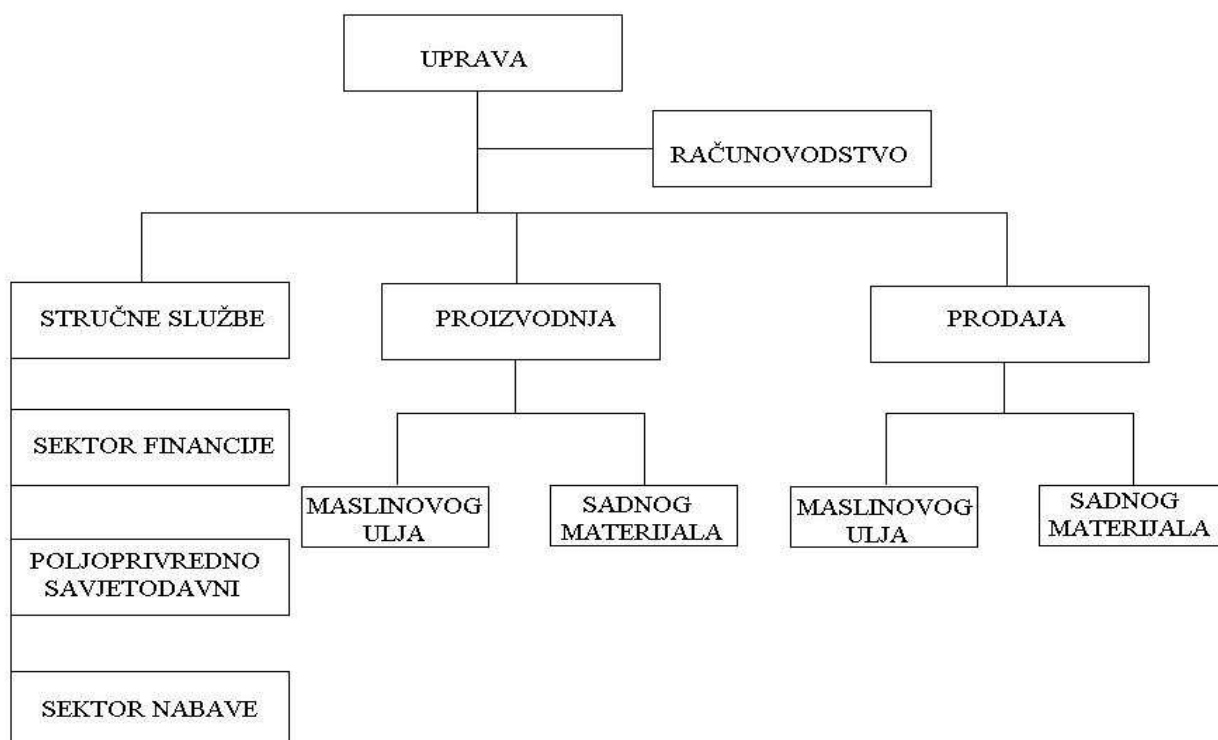 UPRAVA
RAČUNOVODSTVO
STRUČNE SLUŽBE
PROIZVODNJA
PRODAJA
SEKTOR FINANCIJE
MASLINOVOG
ULJA
SADNOG
MATERIJALA
MASLINOVOG
ULJA
SADNOG
MATERIJALA
POLJOPRIVREDNO
SAVJETODAVNI
SEKTOR NABAVE